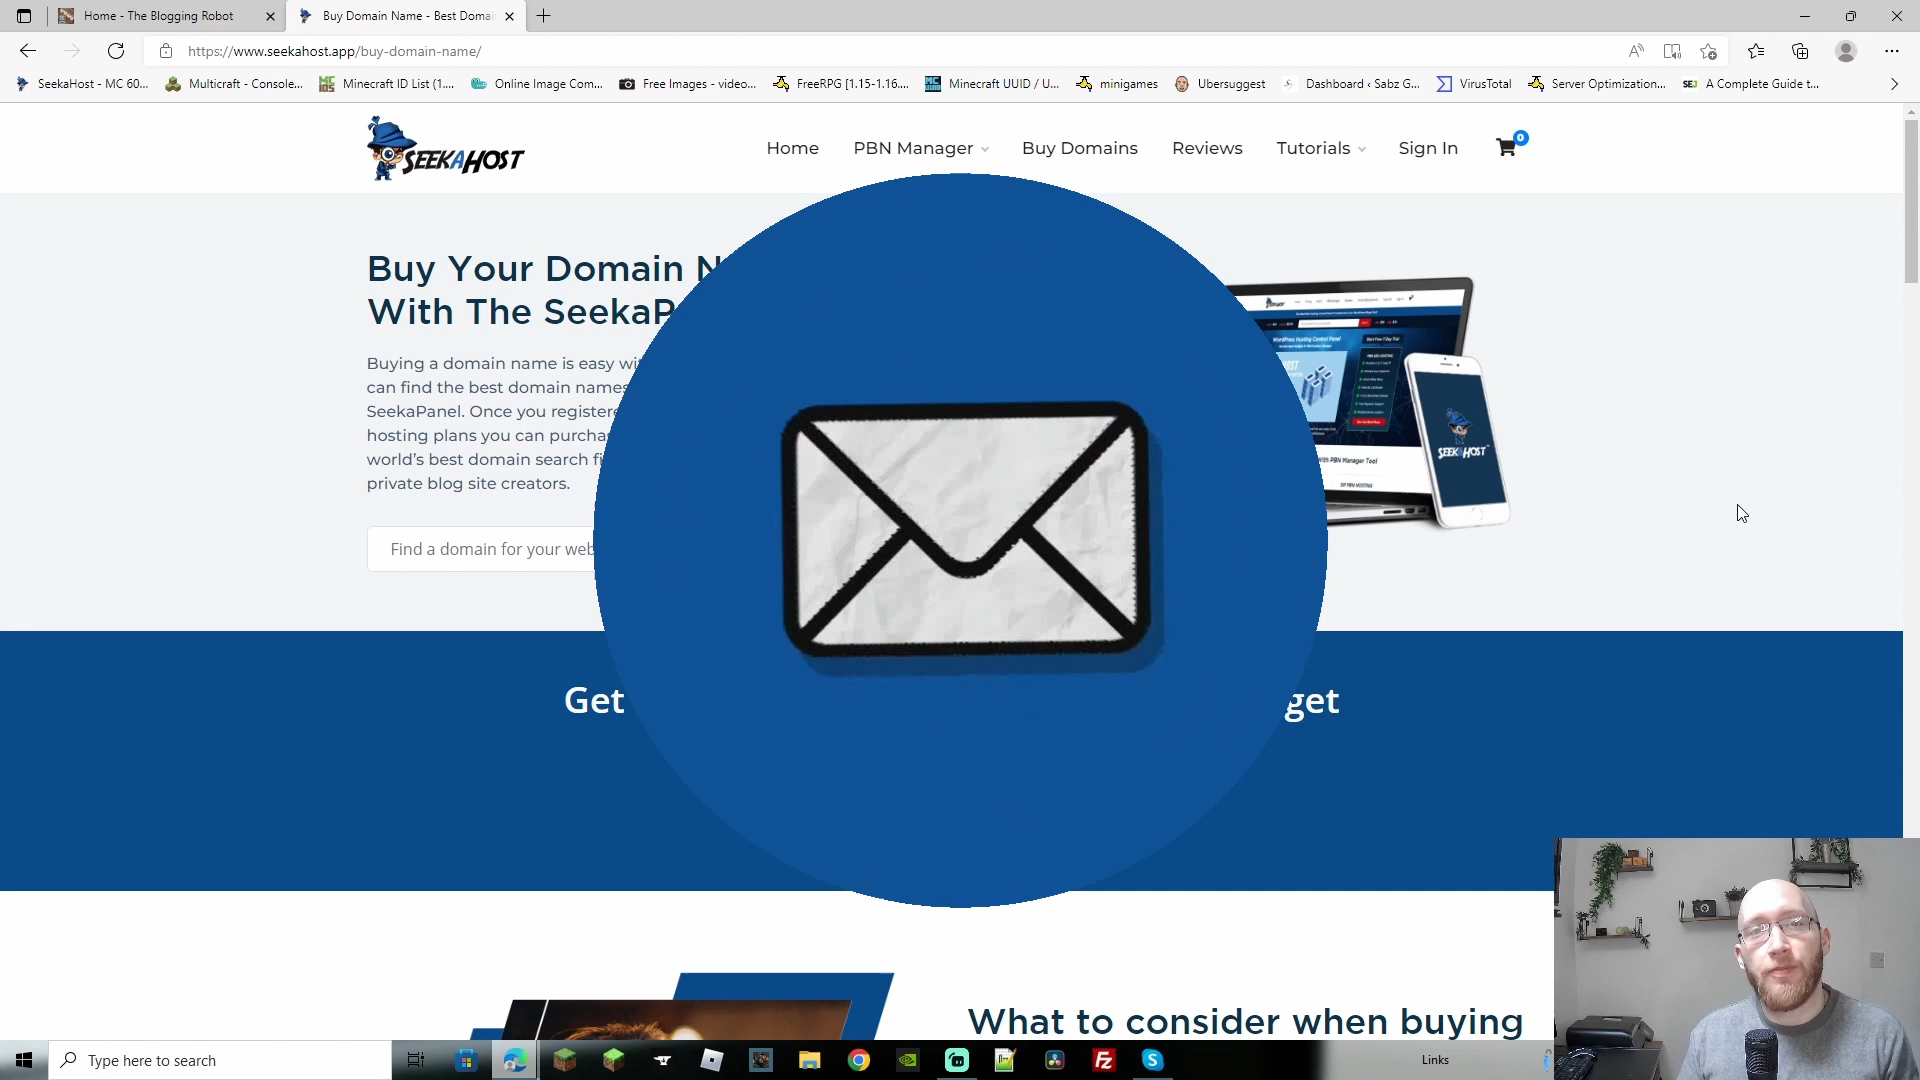 Home - The Blogging Robot
Buy Domain Name - Best Domai
https://www.seekahost.app/buy-domain-name/
SeekaHost - MC 60...
Multicraft - Console...
Minecraft ID List (1....
Online Image Com...
Free Images - video...
FreeRPG [1.15-1.16....
Minecraft UUID / U...
minigames
Ubersuggest
Dashboard ‹ Sabz G...
VirusTotal
Server Optimization...
SEJ
A Complete Guide t...
SEEKAHOST
Home
PBN Manager
Buy Domains
Reviews
Tutorials
Sign In
0
Buy Your Domain N
With The SeekaP
Buying a domain name is easy wit
can find the best domain names
SeekaPanel. Once you registere
hosting plans you can purchas
world's best domain search fi
private blog site creators.
Find a domain for your web
SEEKAHOST
Get
get
What to consider when buying
Type here to search
Links